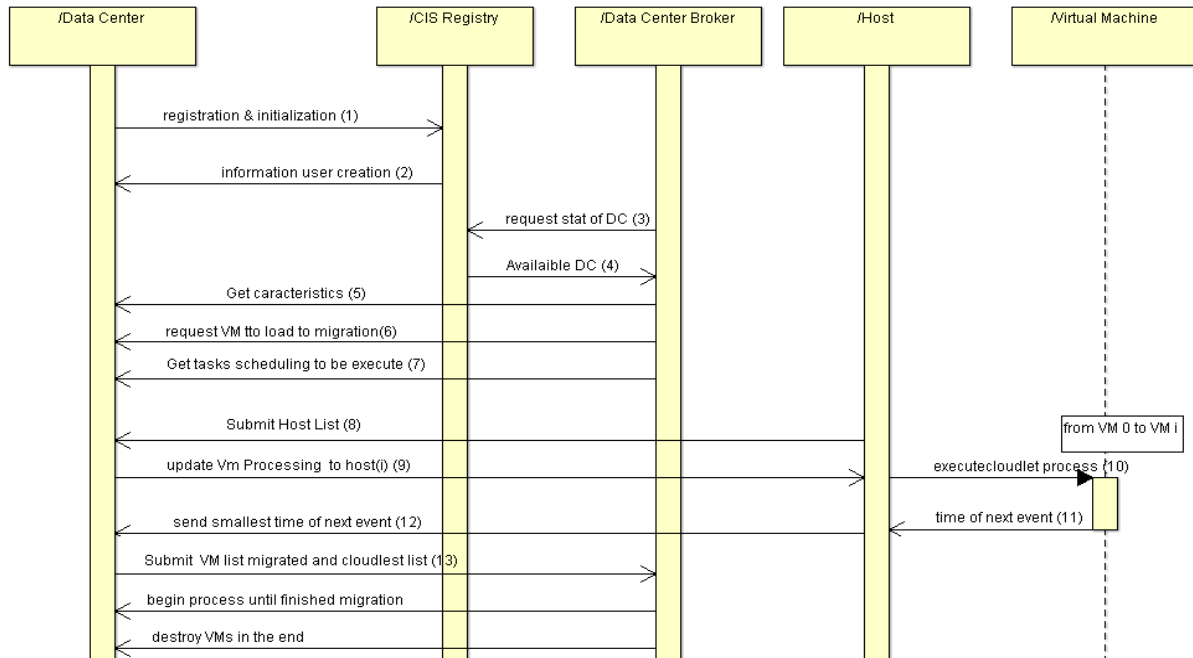 /Data Center
/CIS Registry
/Data Center Broker
/Host
/Virtual Machine
registration & initialization (1)
information user creation (2)
request stat of DC (3)
Availaible DC (4)
Get caracteristics (5)
request VM tto load to migration(6)
Get tasks scheduling to be execute (7)
Submit Host List (8)
from VM 0 to VM i
update Vm Processing to host(i) (9)
executecloudlet process (10)
time of next event (11)
send smallest time of next event (12)
Submit VM list migrated and cloudlest list (13)
begin process until finished migration
destroy VMs in the end